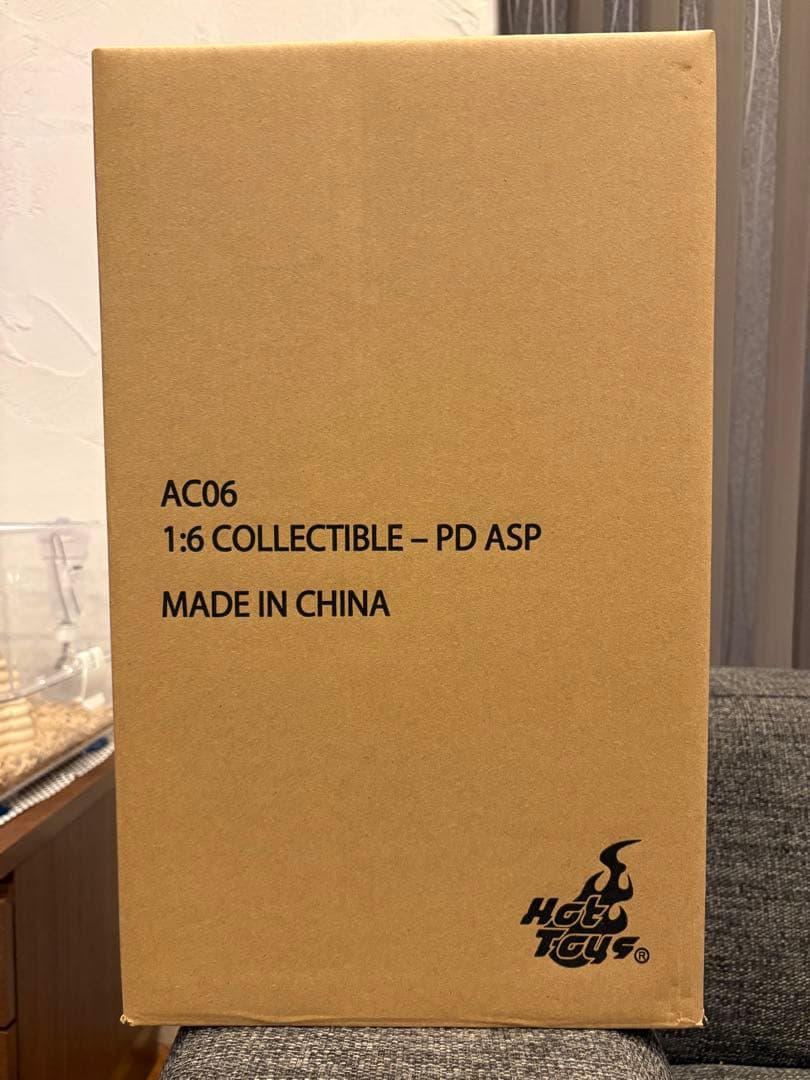 AC06
1:6 COLLECTIBLE – PD ASP
MADE IN CHINA
Hot
Toys®